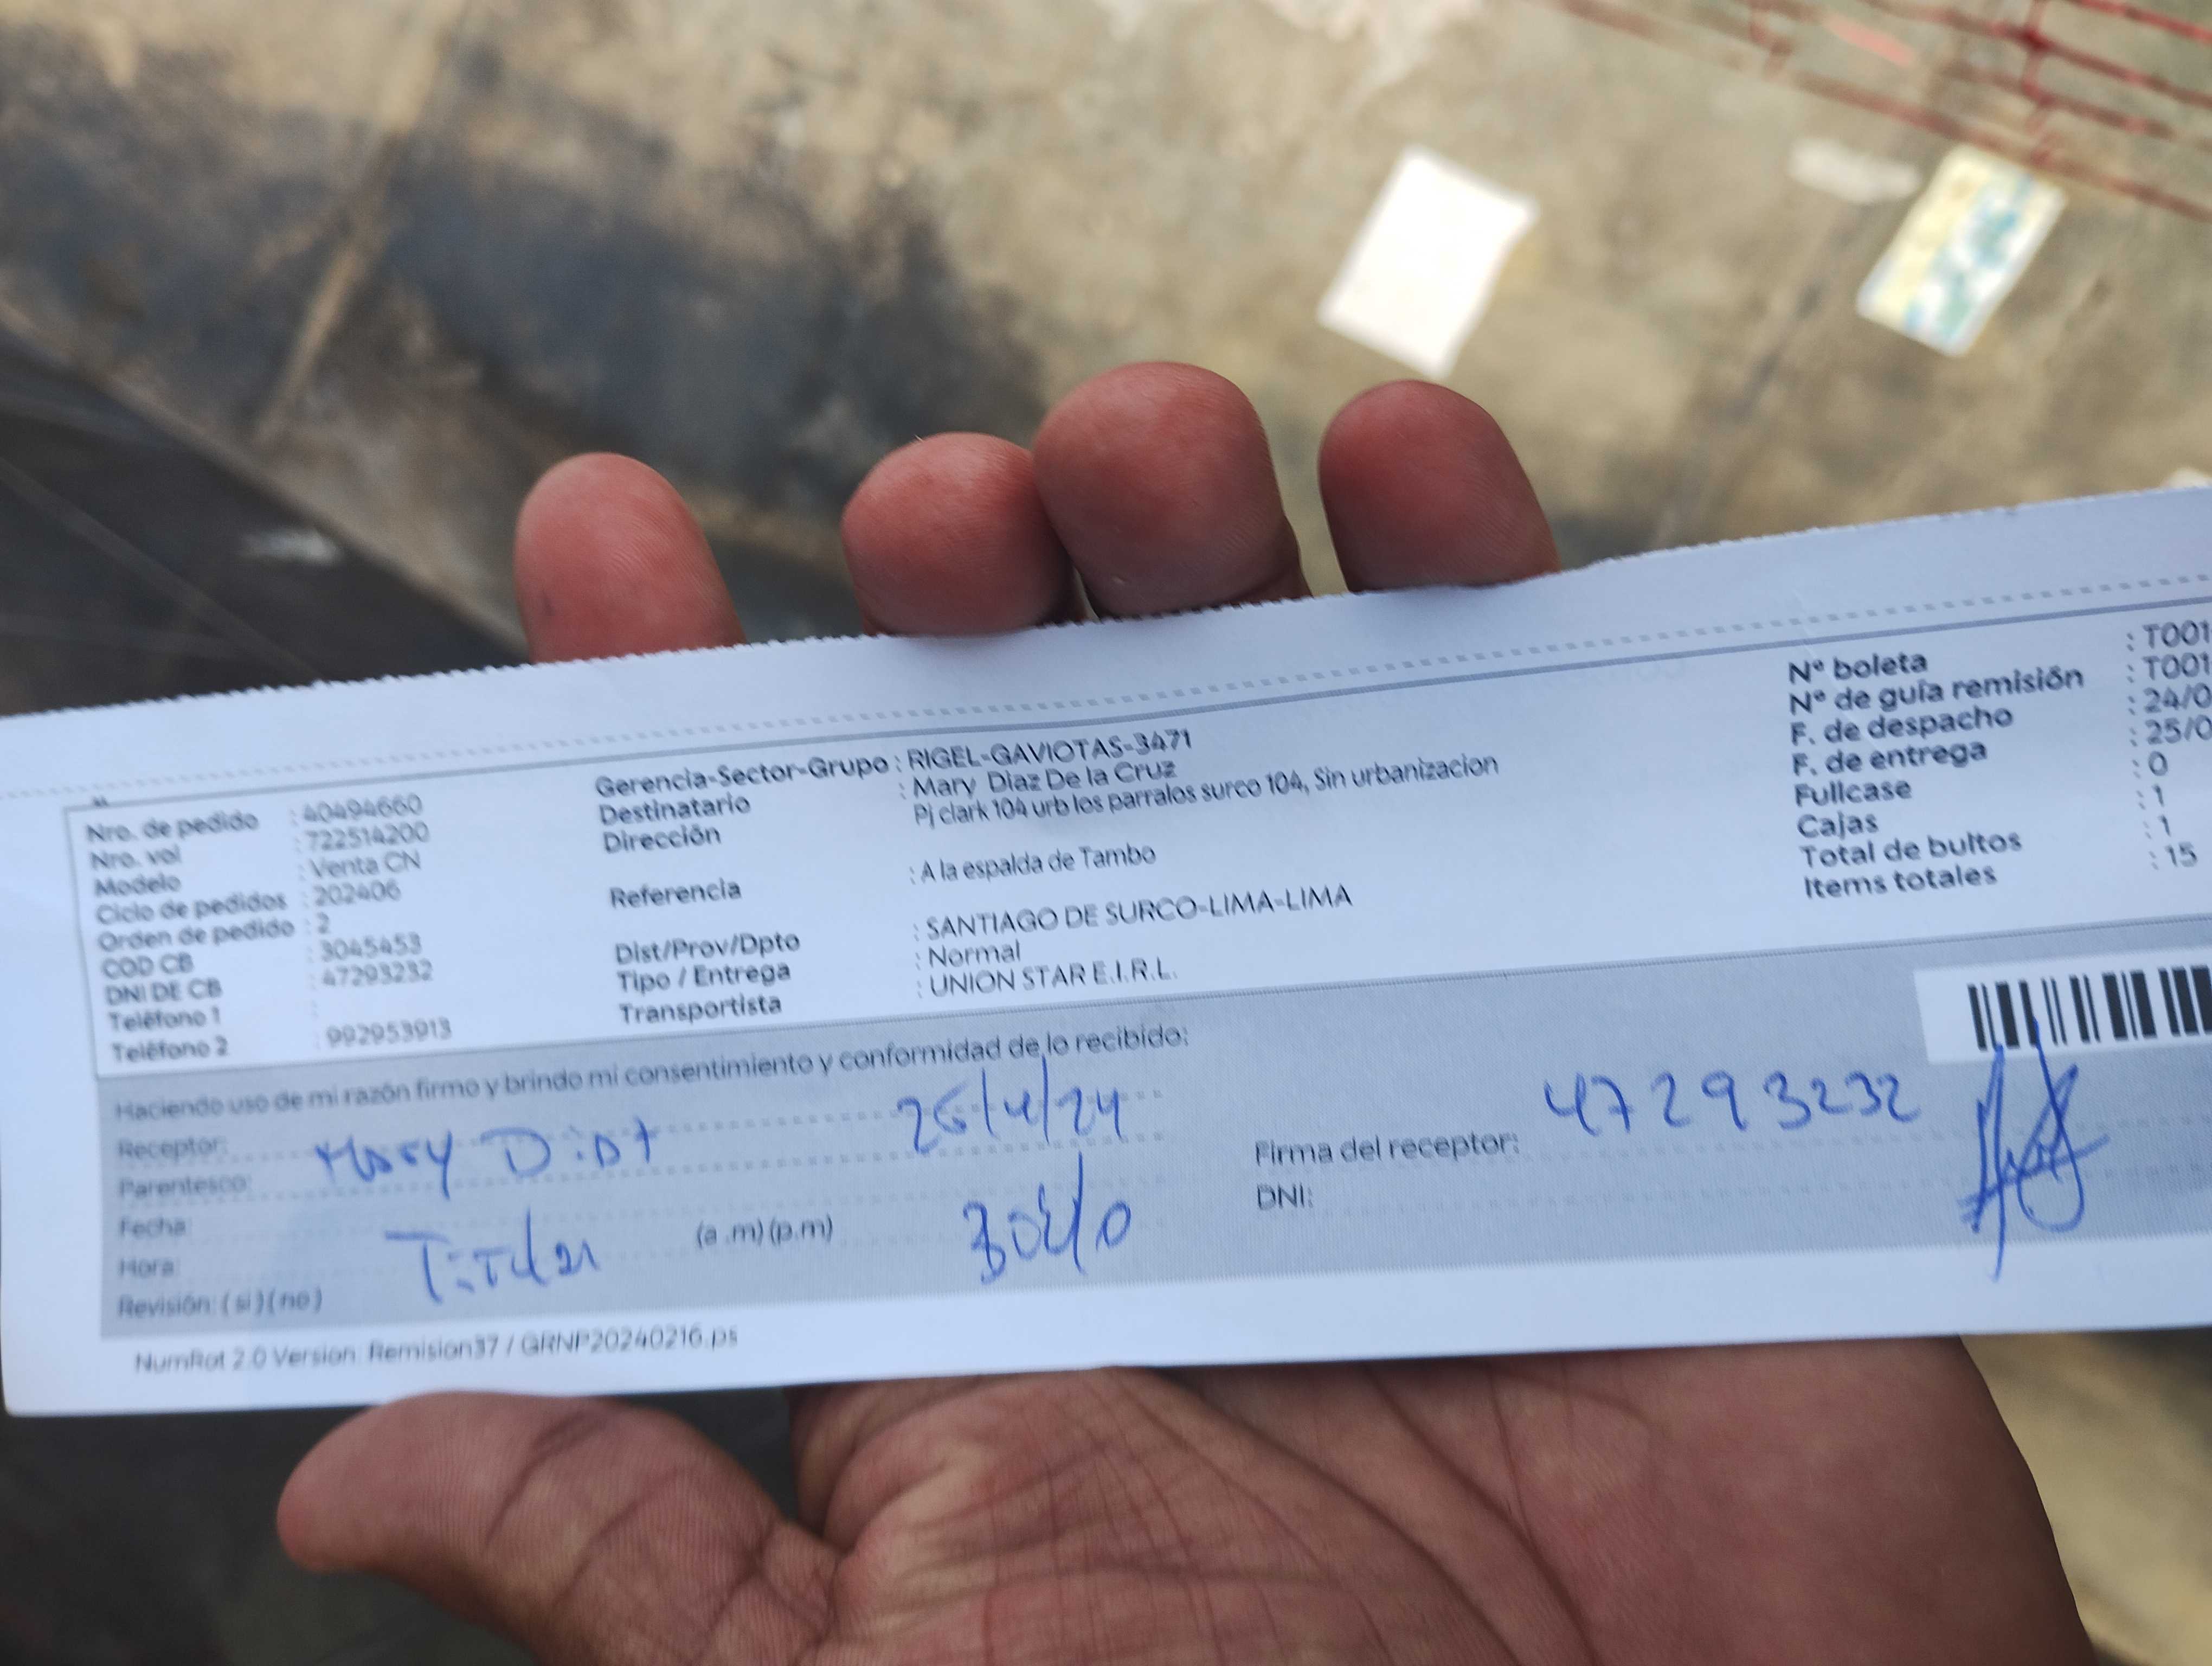 Nro. de pedido : 40494660
Nro. vol : 722514200
Modelo : Venta CN
Ciclo de pedidos : 202406
Orden de pedido : 2
COD CB : 3045453
DNI DE CB : 47293232
Teléfono 1 :
Teléfono 2 : 992953913
Gerencia-Sector-Grupo : RIGEL-GAVIOTAS-3471
Destinatario : Mary Diaz De la Cruz
Dirección Pj clark 104 urb los parralos surco 104, Sin urbanizacion
Referencia : A la espalda de Tambo
Dist/Prov/Dpto : SANTIAGO DE SURCO-LIMA-LIMA
Tipo / Entrega : Normal
Transportista : UNION STAR E.I.R.L.
Nº boleta : T001
Nº de guía remisión : T001
F. de despacho : 24/0
F. de entrega : 25/0
Fullcase : 0
Cajas : 1
Total de bultos : 1
Items totales : 15
Haciendo uso de mi razón firmo y brindo mi consentimiento y conformidad de lo recibido:
Receptor: Mary
Parentesco:
Fecha:
Hora: (a .m) (p.m)
Revisión: ( si ) ( no )
Firma del receptor: 47293232
DNI:
NumRot 2.0 Version: Remision37 / GRNP20240216.ps